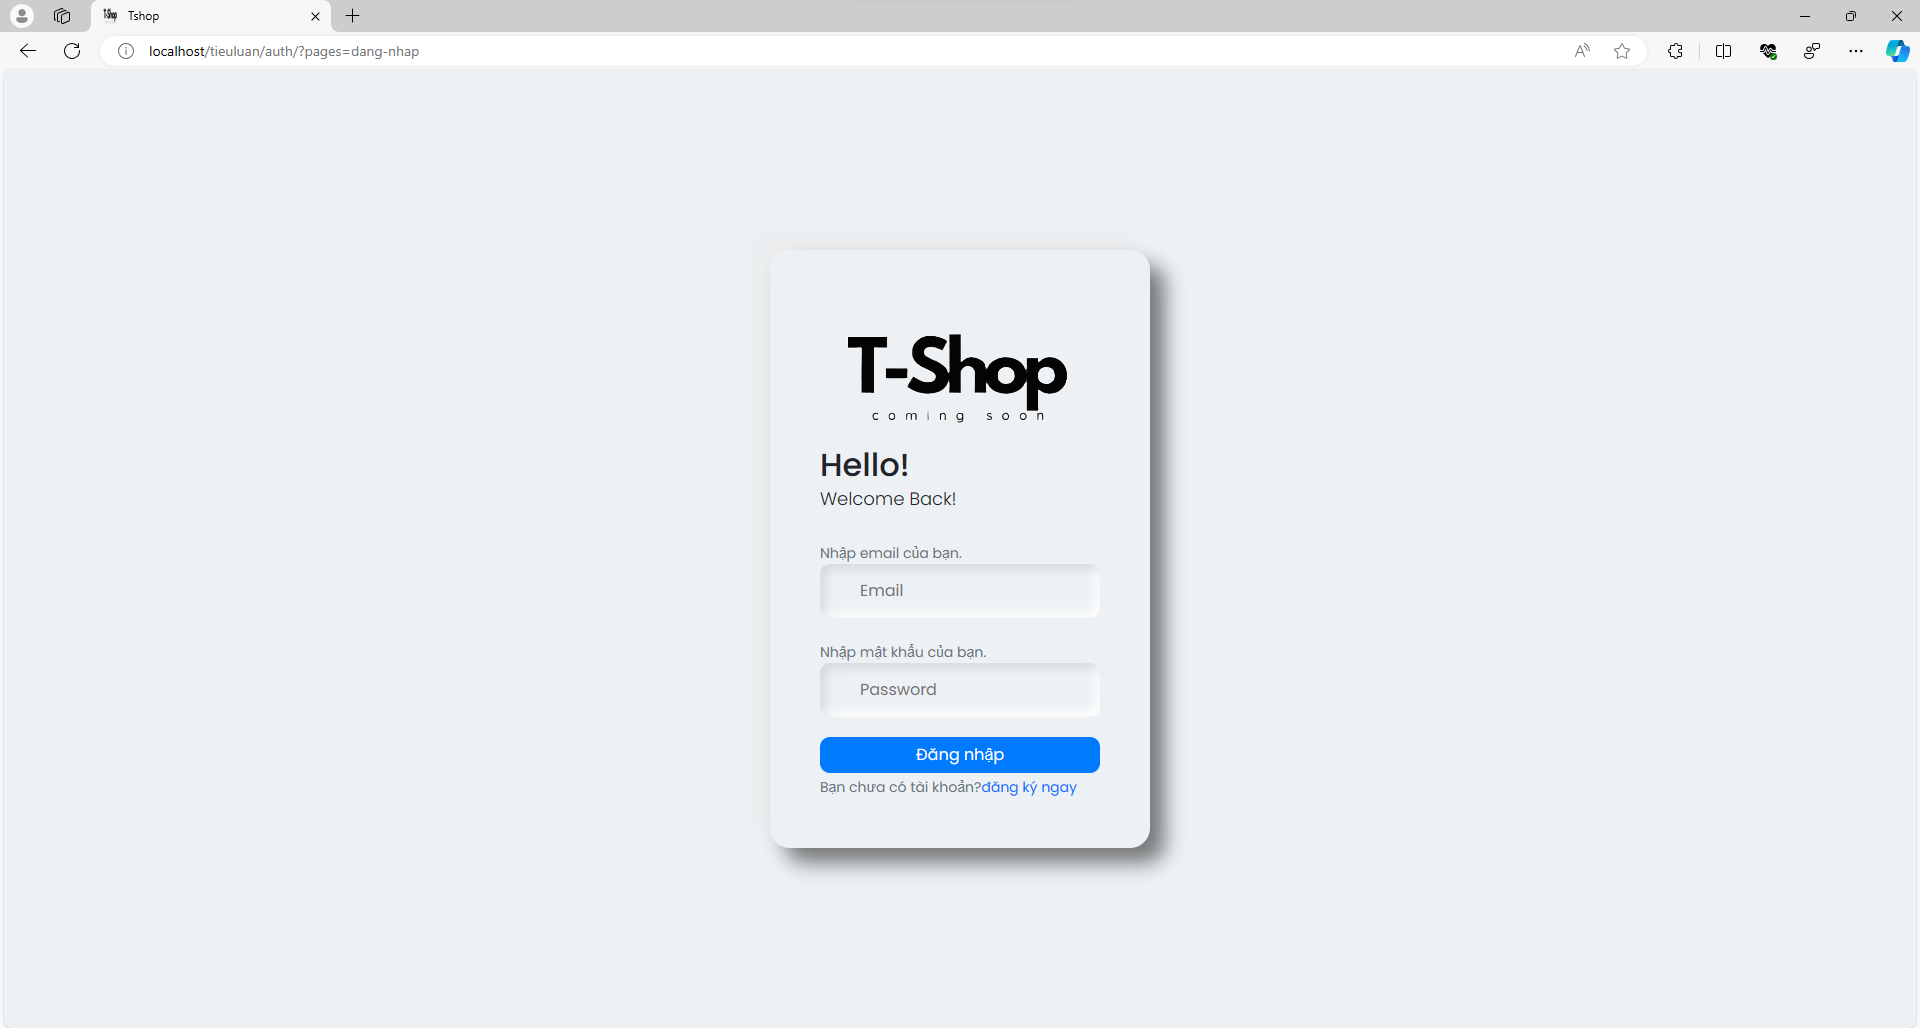 Tshop
localhost/tieuluan/auth/?pages=dang-nhap
T-Shop
coming soon
Hello!
Welcome Back!
Nhập email của bạn.
Email
Nhập mật khẩu của bạn.
Password
Đăng nhập
Bạn chưa có tài khoản?đăng ký ngay